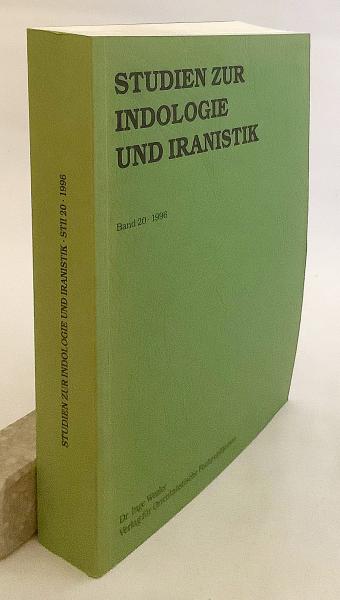 STUDIEN ZUR
INDOLOGIE
UND IRANISTIK
Band 20 · 1996
Dr. Inge Wezler
Verlag für Orientalistische Fachpublikationen
STUDIEN ZUR INDOLOGIE UND IRANISTIK · STII 20 · 1996